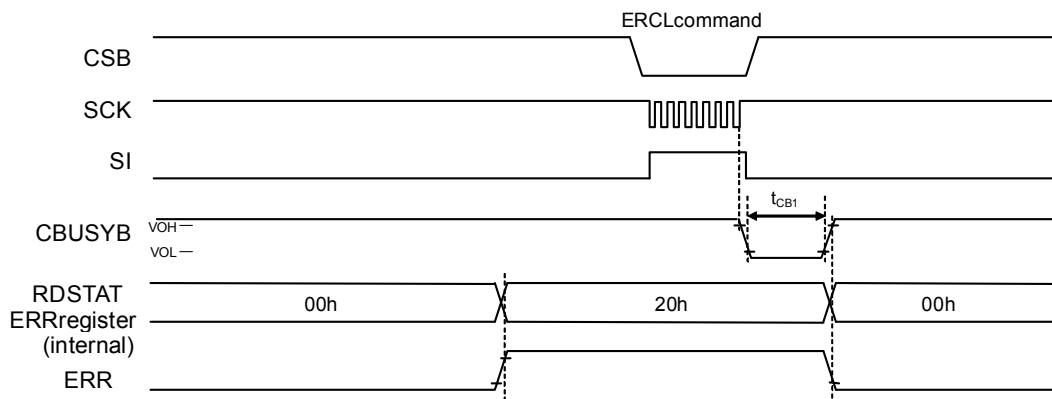 ERCLcommand
CSB
SCK
SI
tCB1
CBUSYB
VOH
VOL
RDSTAT
ERRregister
(internal)
00h
20h
00h
ERR